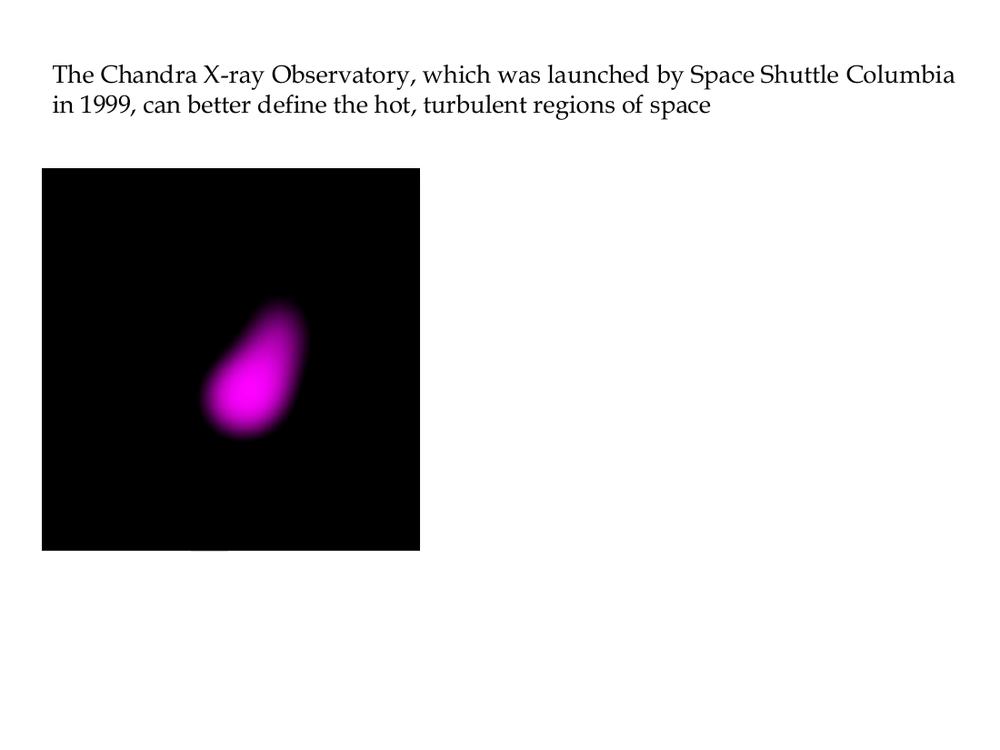 The Chandra X-ray Observatory, which was launched by Space Shuttle Columbia
in 1999, can better define the hot, turbulent regions of space